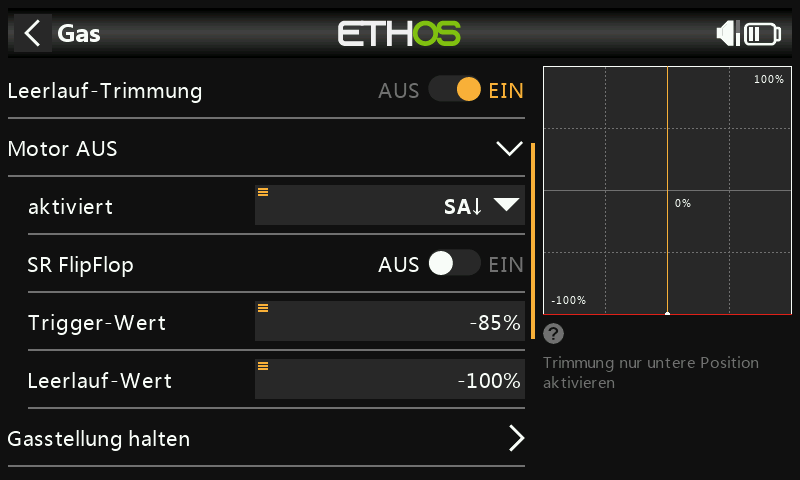 Gas
ETHOS
Leerlauf-Trimmung AUS EIN
Motor AUS
aktiviert SA↓
SR FlipFlop AUS EIN
Trigger-Wert -85%
Leerlauf-Wert -100%
Gasstellung halten
100%
0%
-100%
?
Trimmung nur untere Position
aktivieren